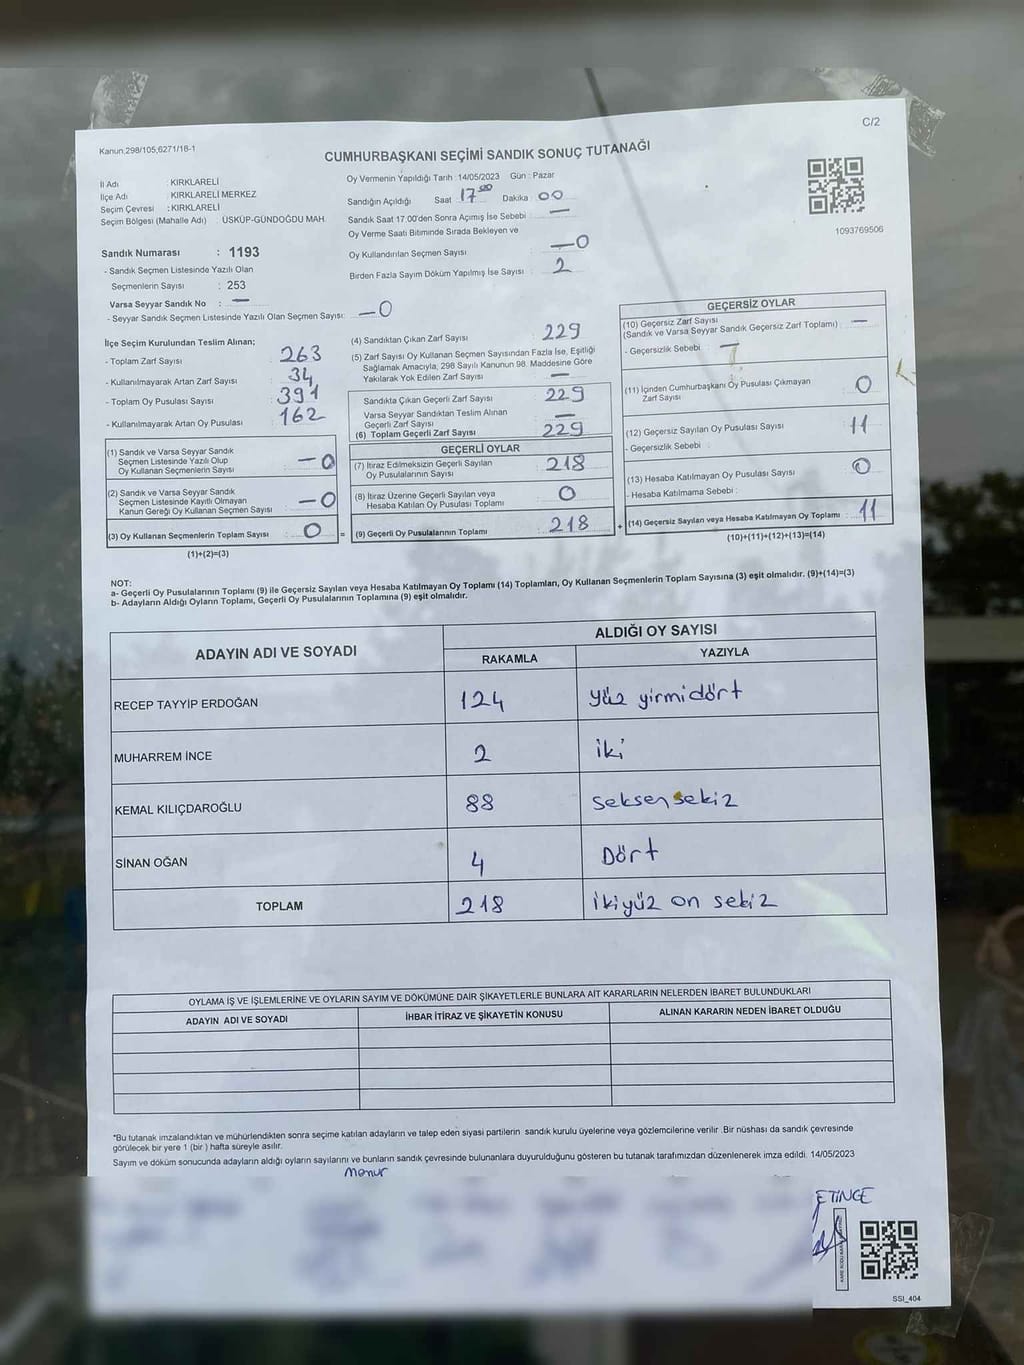 Kanun,298/105,6271/18-1
C/2
CUMHURBAŞKANI SEÇİMİ SANDIK SONUÇ TUTANAĞI
İl Adı : KIRKLARELİ
İlçe Adı : KIRKLARELİ MERKEZ
Seçim Çevresi : KIRKLARELİ
Seçim Bölgesi (Mahalle Adı) : ÜSKÜP-GÜNDOĞDU MAH.
Sandık Numarası : 1193
- Sandık Seçmen Listesinde Yazılı Olan
Seçmenlerin Sayısı : 253
Varsa Seyyar Sandık No : —
- Seyyar Sandık Seçmen Listesinde Yazılı Olan Seçmen Sayısı: —0
Oy Vermenin Yapıldığı Tarih :14/05/2023 Gün : Pazar
Sandığın Açıldığı Saat 17 00 Dakika 00
Sandık Saat 17.00'den Sonra Açımış İse Sebebi : —
Oy Verme Saati Bitiminde Sırada Bekleyen ve
Oy Kullandırılan Seçmen Sayısı : —0
Birden Fazla Sayım Döküm Yapılmış İse Sayısı : 2
1093769506
İlçe Seçim Kurulundan Teslim Alınan;
- Toplam Zarf Sayısı : 263
- Kullanılmayarak Artan Zarf Sayısı : 34
- Toplam Oy Pusulası Sayısı : 391
- Kullanılmayarak Artan Oy Pusulası : 162
(1) Sandık ve Varsa Seyyar Sandık
Seçmen Listesinde Yazılı Olup
Oy Kullanan Seçmenlerin Sayısı : —0
(2) Sandık ve Varsa Seyyar Sandık
Seçmen Listesinde Kayıtlı Olmayan
Kanun Gereği Oy Kullanan Seçmen Sayısı : —0
(3) Oy Kullanan Seçmenlerin Toplam Sayısı : 0
(1)+(2)=(3)
(4) Sandıktan Çıkan Zarf Sayısı : 229
(5) Zarf Sayısı Oy Kullanan Seçmen Sayısından Fazla İse, Eşitliği
Sağlamak Amacıyla, 298 Sayılı Kanunun 98. Maddesine Göre
Yakılarak Yok Edilen Zarf Sayısı : —
Sandıkta Çıkan Geçerli Zarf Sayısı : 229
Varsa Seyyar Sandıktan Teslim Alınan
Geçerli Zarf Sayısı : —
(6) Toplam Geçerli Zarf Sayısı : 229
GEÇERLİ OYLAR
(7) İtiraz Edilmeksizin Geçerli Sayılan
Oy Pusulalarının Sayısı : 218
(8) İtiraz Üzerine Geçerli Sayılan veya
Hesaba Katılan Oy Pusulası Toplamı : 0
= (9) Geçerli Oy Pusulalarının Toplamı : 218
GEÇERSİZ OYLAR
(10) Geçersiz Zarf Sayısı
(Sandık ve Varsa Seyyar Sandık Geçersiz Zarf Toplamı) : —
- Geçersizlik Sebebi : —
(11) İçinden Cumhurbaşkanı Oy Pusulası Çıkmayan
Zarf Sayısı : 0
(12) Geçersiz Sayılan Oy Pusulası Sayısı : 11
- Geçersizlik Sebebi :
(13) Hesaba Katılmayan Oy Pusulası Sayısı : 0
- Hesaba Katılmama Sebebi :
+ (14) Geçersiz Sayılan veya Hesaba Katılmayan Oy Toplamı : 11
(10)+(11)+(12)+(13)=(14)
NOT:
a- Geçerli Oy Pusulalarının Toplamı (9) ile Geçersiz Sayılan veya Hesaba Katılmayan Oy Toplamı (14) Toplamları, Oy Kullanan Seçmenlerin Toplam Sayısına (3) eşit olmalıdır. (9)+(14)=(3)
b- Adayların Aldığı Oyların Toplamı, Geçerli Oy Pusulalarının Toplamına (9) eşit olmalıdır.
ADAYIN ADI VE SOYADI
ALDIĞI OY SAYISI
RAKAMLA YAZIYLA
RECEP TAYYİP ERDOĞAN 124 yüz yirmidört
MUHARREM İNCE 2 iki
KEMAL KILIÇDAROĞLU 88 seksensekiz
SİNAN OĞAN 4 Dört
TOPLAM 218 ikiyüz on sekiz
OYLAMA İŞ VE İŞLEMLERİNE VE OYLARIN SAYIM VE DÖKÜMÜNE DAİR ŞİKAYETLERLE BUNLARA AİT KARARLARIN NELERDEN İBARET BULUNDUKLARI
ADAYIN ADI VE SOYADI İHBAR İTİRAZ VE ŞİKAYETİN KONUSU ALINAN KARARIN NEDEN İBARET OLDUĞU
"Bu tutanak imzalandıktan ve mühürlendikten sonra seçime katılan adayların ve talep eden siyasi partilerin sandık kurulu üyelerine veya gözlemcilerine verilir .Bir nüshası da sandık çevresinde
görülecek bir yere 1 (bir ) hafta süreyle asılır.
Sayım ve döküm sonucunda adayların aldığı oyların sayılarını ve bunların sandık çevresinde bulunanlara duyurulduğunu gösteren bu tutanak tarafımızdan düzenlenerek imza edildi. 14/05/2023
Memur
SSI_404